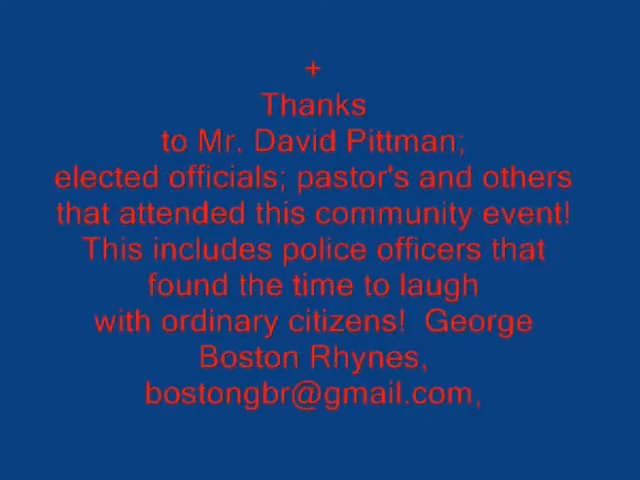 +
Thanks
to Mr. David Pittman;
elected officials; pastor's and others
that attended this community event!
This includes police officers that
found the time to laugh
with ordinary citizens!  George
Boston Rhynes,
bostongbr@gmail.com,